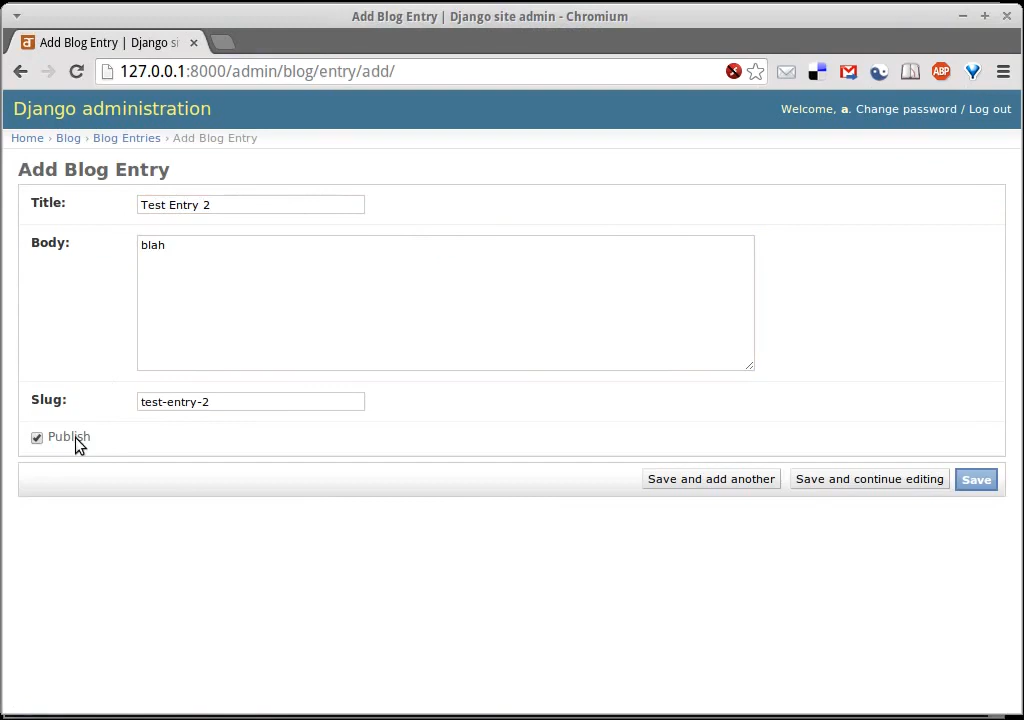 Add Blog Entry | Django site admin - Chromium
Add Blog Entry | Django si
127.0.0.1:8000/admin/blog/entry/add/
ABP
Django administration
Welcome, a. Change password / Log out
Home › Blog › Blog Entries › Add Blog Entry
Add Blog Entry
Title: Test Entry 2
Body: blah
Slug: test-entry-2
Publish
Save and add another Save and continue editing Save